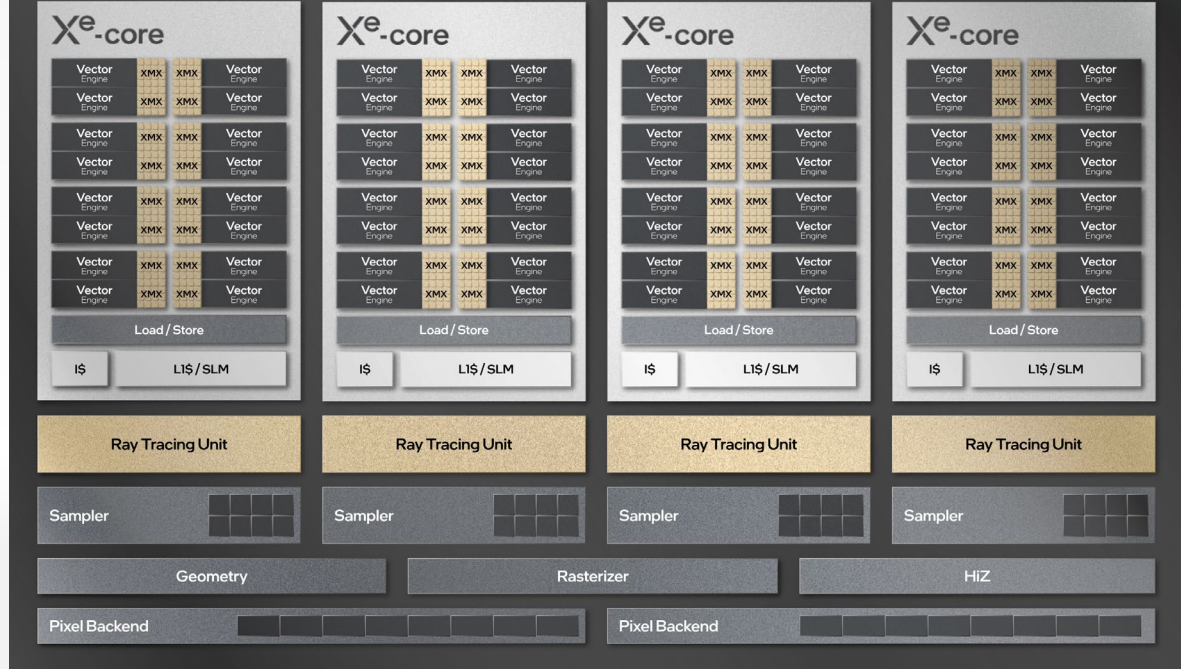 Xe-core Xe-core Xe-core Xe-core
Vector Engine XMX XMX Vector Engine Vector Engine XMX XMX Vector Engine Vector Engine XMX XMX Vector Engine Vector Engine XMX XMX Vector Engine
Vector Engine XMX XMX Vector Engine Vector Engine XMX XMX Vector Engine Vector Engine XMX XMX Vector Engine Vector Engine XMX XMX Vector Engine
Vector Engine XMX XMX Vector Engine Vector Engine XMX XMX Vector Engine Vector Engine XMX XMX Vector Engine Vector Engine XMX XMX Vector Engine
Vector Engine XMX XMX Vector Engine Vector Engine XMX XMX Vector Engine Vector Engine XMX XMX Vector Engine Vector Engine XMX XMX Vector Engine
Vector Engine XMX XMX Vector Engine Vector Engine XMX XMX Vector Engine Vector Engine XMX XMX Vector Engine Vector Engine XMX XMX Vector Engine
Vector Engine XMX XMX Vector Engine Vector Engine XMX XMX Vector Engine Vector Engine XMX XMX Vector Engine Vector Engine XMX XMX Vector Engine
Vector Engine XMX XMX Vector Engine Vector Engine XMX XMX Vector Engine Vector Engine XMX XMX Vector Engine Vector Engine XMX XMX Vector Engine
Vector Engine XMX XMX Vector Engine Vector Engine XMX XMX Vector Engine Vector Engine XMX XMX Vector Engine Vector Engine XMX XMX Vector Engine
Load / Store Load / Store Load / Store Load / Store
I$ L1$ / SLM I$ L1$ / SLM I$ L1$ / SLM I$ L1$ / SLM
Ray Tracing Unit Ray Tracing Unit Ray Tracing Unit Ray Tracing Unit
Sampler Sampler Sampler Sampler
Geometry Rasterizer HiZ
Pixel Backend Pixel Backend